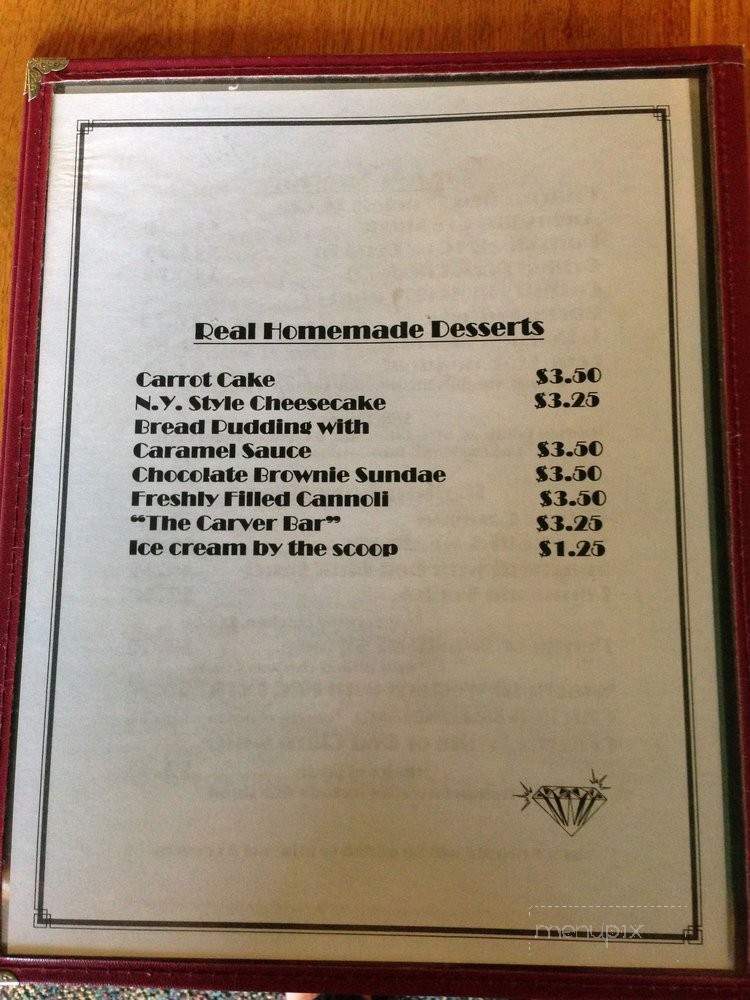 Real Homemade Desserts
Carrot Cake $3.50
N.Y. Style Cheesecake $3.25
Bread Pudding with
Caramel Sauce $3.50
Chocolate Brownie Sundae $3.50
Freshly Filled Cannoli $3.50
“The Carver Bar” $3.25
Ice cream by the scoop $1.25
menupix